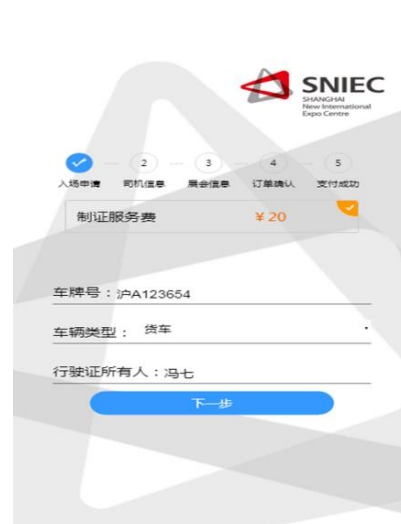 SNIEC
SHANGHAI
New International
Expo Centre
2 3 4 5
入场申请 司机信息 展会信息 订单确认 支付成功
制证服务费 ￥20
车牌号：沪A123654
车辆类型： 货车
行驶证所有人：冯七
下一步